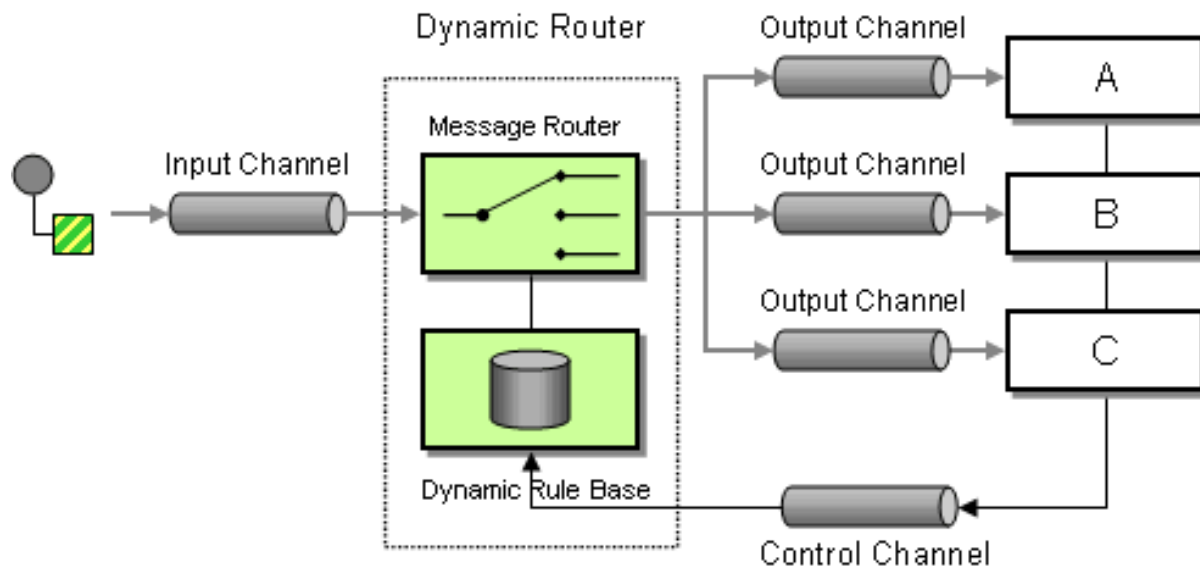 Dynamic Router
Output Channel
A
Message Router
Input Channel
Output Channel
B
Output Channel
C
Dynamic Rule Base
Control Channel